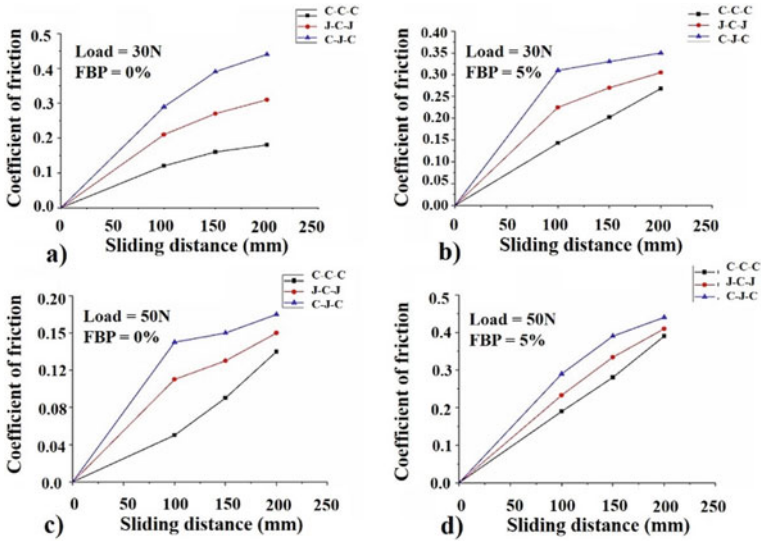 C-C-C
J-C-J
C-J-C
Load = 30N
FBP = 0%
Coefficient of friction
0.5
0.4
0.3
0.2
0.1
0.0
0 50 100 150 200 250
Sliding distance (mm)
a)
C-C-C
J-C-J
C-J-C
Load = 30N
FBP = 5%
Coefficient of friction
0.40
0.35
0.30
0.25
0.20
0.15
0.10
0.00
0 50 100 150 200 250
Sliding distance (mm)
b)
C-C-C
J-C-J
C-J-C
Load = 50N
FBP = 0%
Coefficient of friction
0.20
0.15
0.12
0.08
0.04
0.0
0 50 100 150 200 250
Sliding distance (mm)
c)
C-C-C
J-C-J
C-J-C
Load = 50N
FBP = 5%
Coefficient of friction
0.5
0.4
0.3
0.2
0.1
0.0
0 50 100 150 200 250
Sliding distance (mm)
d)